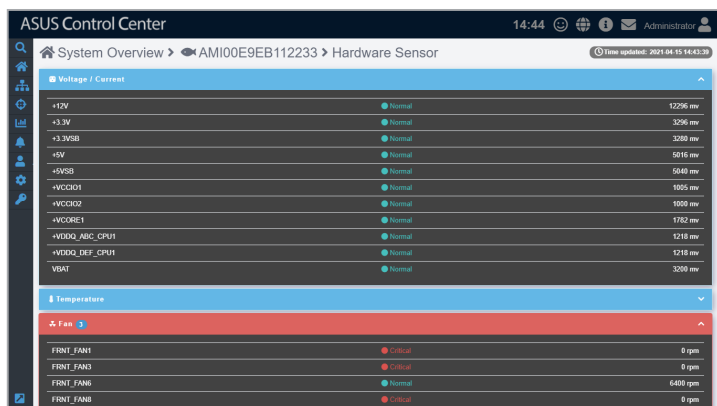 ASUS Control Center
14:44 Administrator
System Overview > AMI00E9EB112233 > Hardware Sensor
Time updated: 2021-04-15 14:43:39
Voltage / Current
+12V Normal 12296 mv
+3.3V Normal 3296 mv
+3.3VSB Normal 3280 mv
+5V Normal 5016 mv
+5VSB Normal 5040 mv
+VCCIO1 Normal 1005 mv
+VCCIO2 Normal 1000 mv
+VCORE1 Normal 1782 mv
+VDDQ_ABC_CPU1 Normal 1218 mv
+VDDQ_DEF_CPU1 Normal 1218 mv
VBAT Normal 3200 mv
Temperature
Fan 3
FRNT_FAN1 Critical 0 rpm
FRNT_FAN3 Critical 0 rpm
FRNT_FAN6 Normal 6400 rpm
FRNT_FAN8 Critical 0 rpm